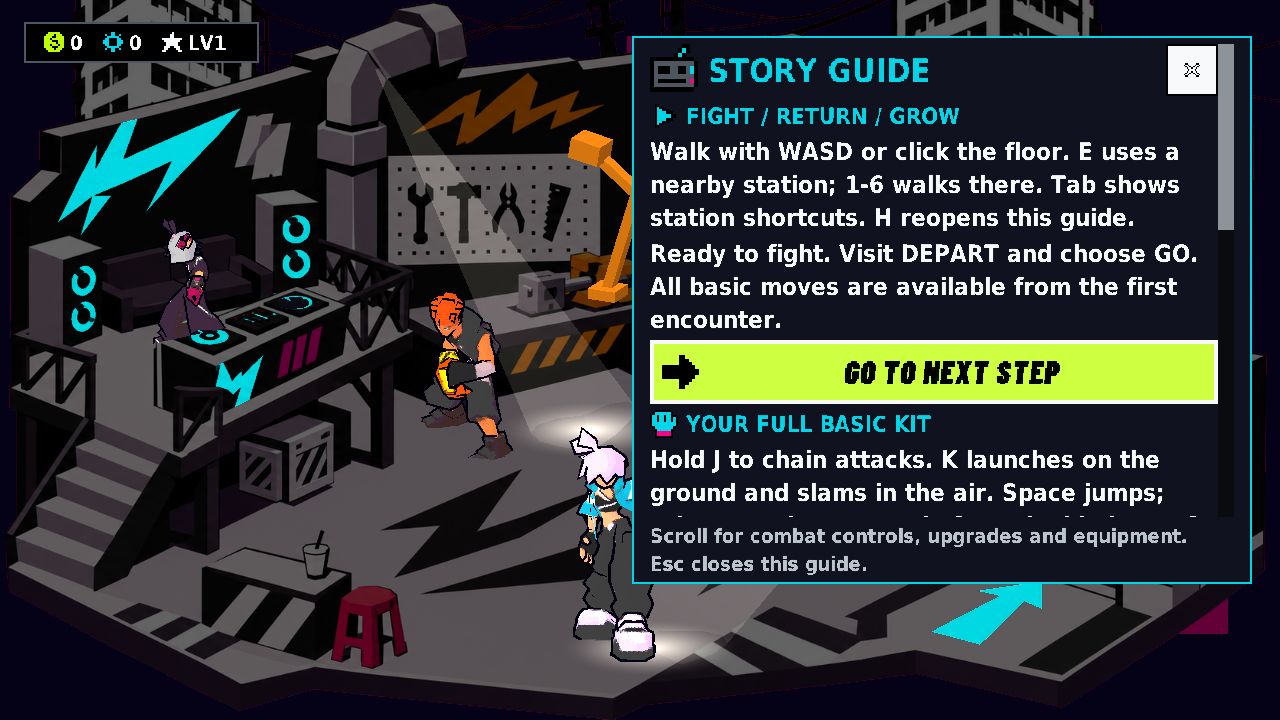 0 0 LV1
STORY GUIDE
FIGHT / RETURN / GROW
Walk with WASD or click the floor. E uses a
nearby station; 1-6 walks there. Tab shows
station shortcuts. H reopens this guide.
Ready to fight. Visit DEPART and choose GO.
All basic moves are available from the first
encounter.
GO TO NEXT STEP
YOUR FULL BASIC KIT
Hold J to chain attacks. K launches on the
ground and slams in the air. Space jumps;
Scroll for combat controls, upgrades and equipment.
Esc closes this guide.